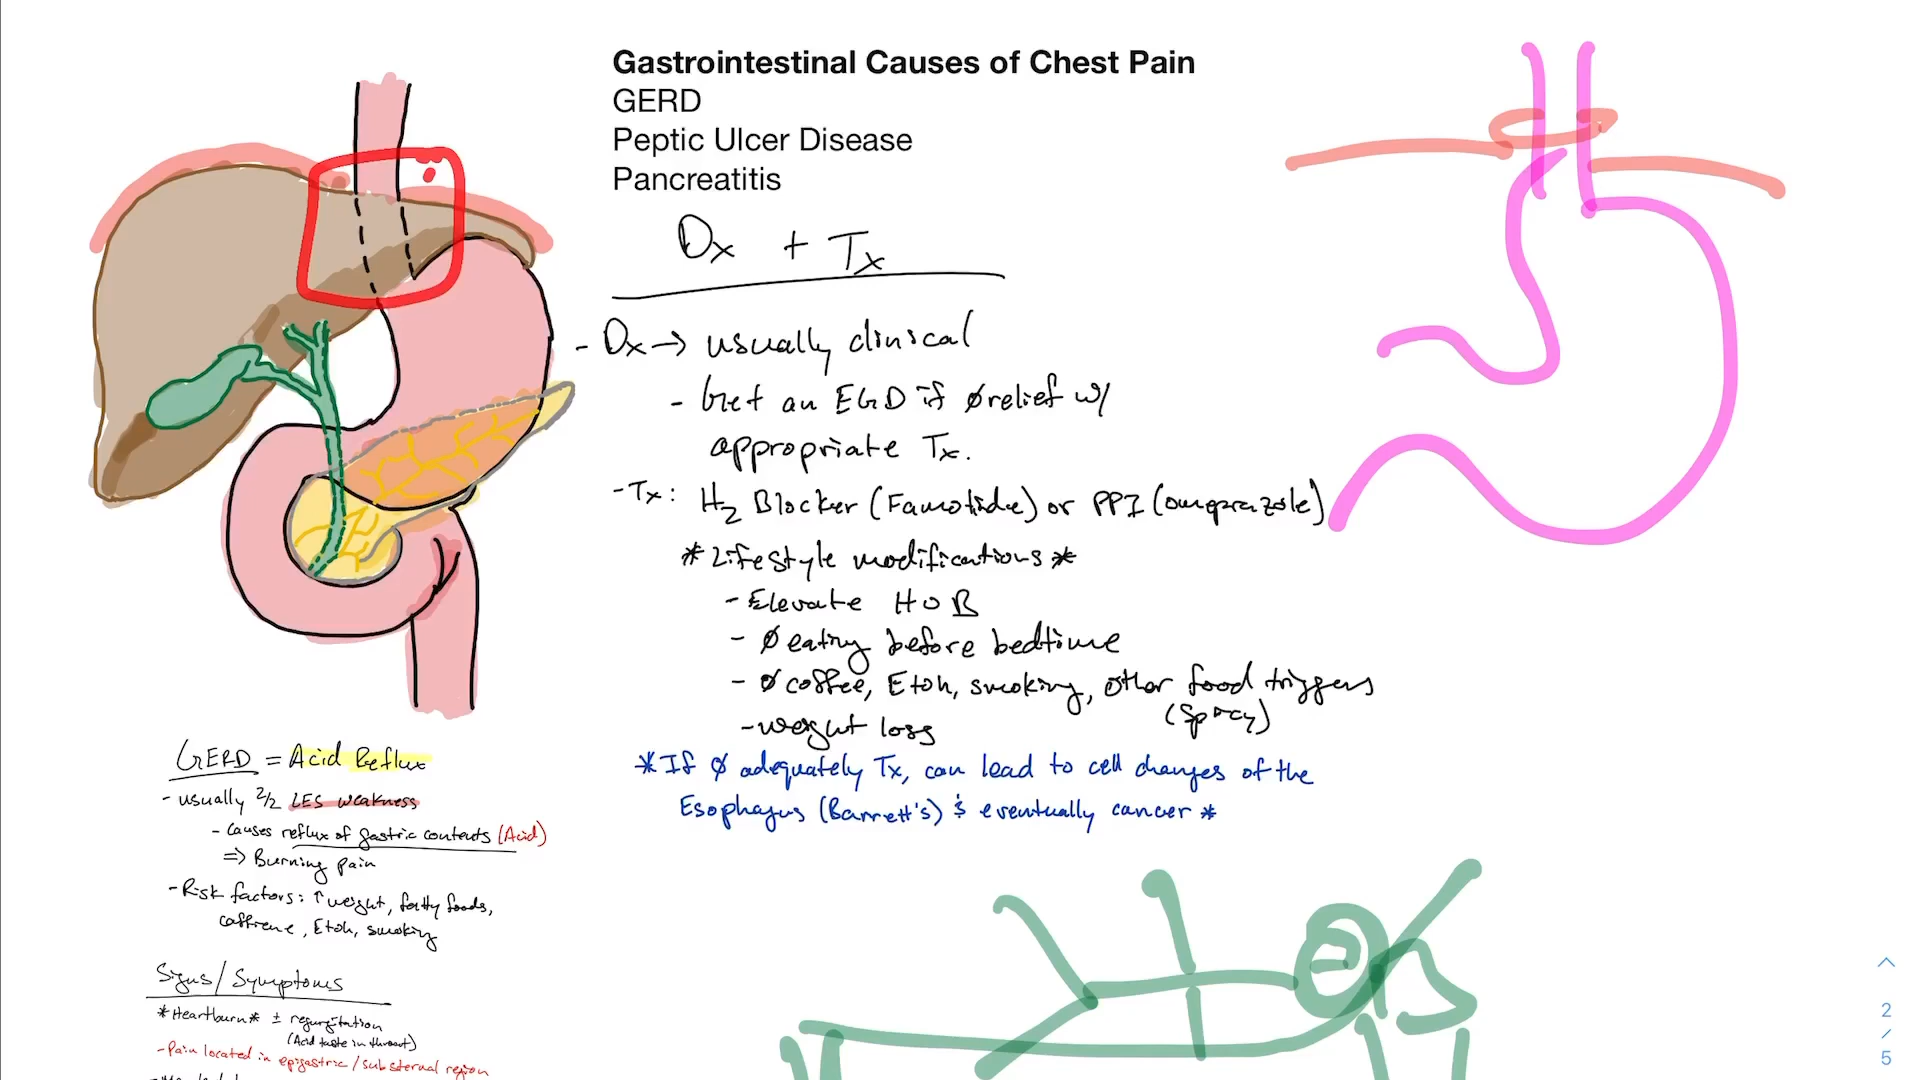 Gastrointestinal Causes of Chest Pain
GERD
Peptic Ulcer Disease
Pancreatitis
Dx + Tx
- Dx → usually clinical
- Get an EGD if Ø relief w/
appropriate Tx.
- Tx: H2 Blocker (Famotidine) or PPI (omeprazole)
* Lifestyle modifications *
- Elevate HOB
- Ø eating before bedtime
- Ø coffee, Etoh, smoking, other food triggers
(Spicy)
- weight loss
* If Ø adequately Tx, can lead to cell changes of the
Esophagus (Barrett's) & eventually cancer *
GERD = Acid Reflux
- usually 2/2 LES weakness
- causes reflux of gastric contents (Acid)
=> Burning pain
- Risk factors: ↑ weight, fatty foods,
caffeine, Etoh, smoking
Signs/Symptoms
* Heartburn * ± regurgitation
(Acid taste in throat)
- Pain located in epigastric/substernal region
2
/
5